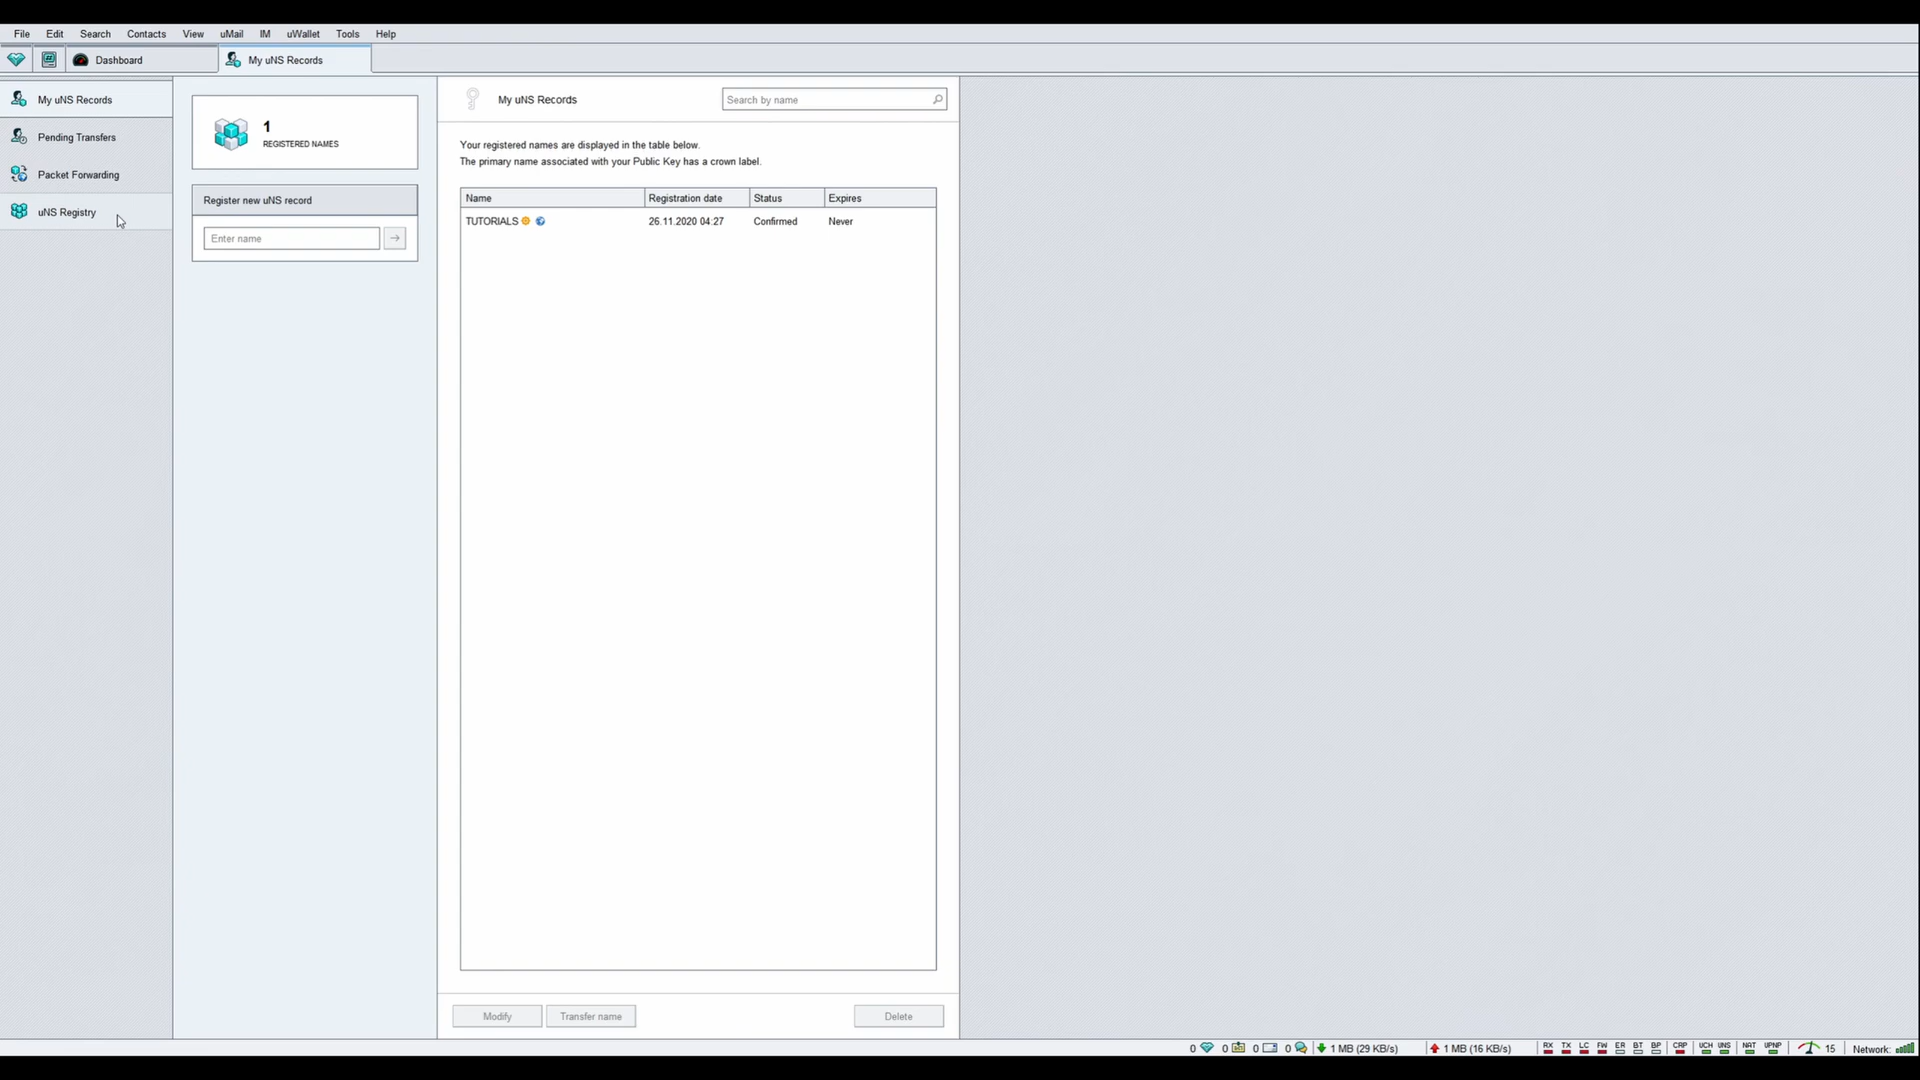 File Edit Search Contacts View uMail IM uWallet Tools Help
Dashboard
My uNS Records
My uNS Records
Pending Transfers
Packet Forwarding
uNS Registry
1
REGISTERED NAMES
Register new uNS record
Enter name
My uNS Records
Search by name
Your registered names are displayed in the table below.
The primary name associated with your Public Key has a crown label.
Name Registration date Status Expires
TUTORIALS 26.11.2020 04:27 Confirmed Never
Modify Transfer name Delete
0 0 0 0 1 MB (29 KB/s) 1 MB (16 KB/s) RX TX LC FW ER BT BP CRP UCH UNS NAT UPNP 15 Network: